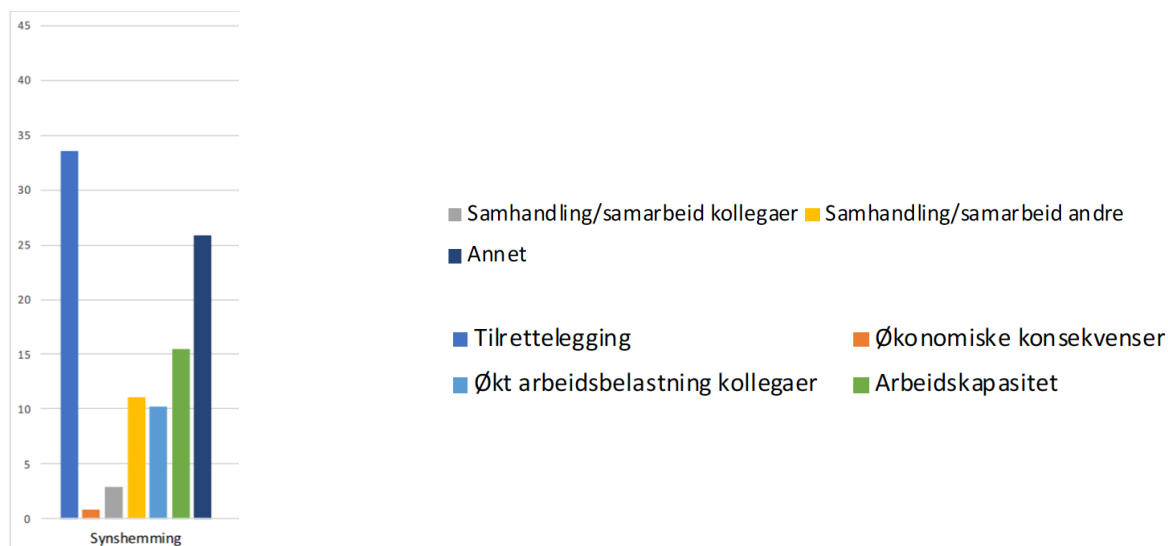 45
40
35
30
25
20
15
10
5
0
Synshemming
Samhandling/samarbeid kollegaer Samhandling/samarbeid andre
Annet
Tilrettelegging Økonomiske konsekvenser
Økt arbeidsbelastning kollegaer Arbeidskapasitet